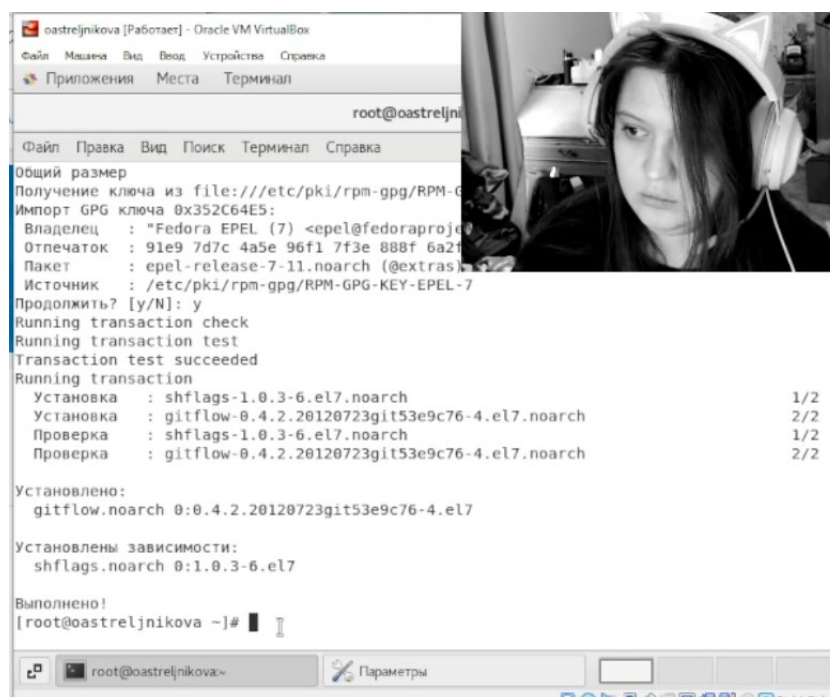 oastreljnikova [Работает] - Oracle VM VirtualBox
Файл Машина Вид Ввод Устройства Справка
Приложения Места Терминал
root@oastreljni
Файл Правка Вид Поиск Терминал Справка
Общий размер
Получение ключа из file:///etc/pki/rpm-gpg/RPM-G
Импорт GPG ключа 0x352C64E5:
Владелец : "Fedora EPEL (7) <epel@fedoraproje
Отпечаток : 91e9 7d7c 4a5e 96f1 7f3e 888f 6a2f
Пакет : epel-release-7-11.noarch (@extras)
Источник : /etc/pki/rpm-gpg/RPM-GPG-KEY-EPEL-7
Продолжить? [y/N]: y
Running transaction check
Running transaction test
Transaction test succeeded
Running transaction
Установка : shflags-1.0.3-6.el7.noarch 1/2
Установка : gitflow-0.4.2.20120723git53e9c76-4.el7.noarch 2/2
Проверка : shflags-1.0.3-6.el7.noarch 1/2
Проверка : gitflow-0.4.2.20120723git53e9c76-4.el7.noarch 2/2
Установлено:
gitflow.noarch 0:0.4.2.20120723git53e9c76-4.el7
Установлены зависимости:
shflags.noarch 0:1.0.3-6.el7
Выполнено!
[root@oastreljnikova ~]#
root@oastreljnikova:~ Параметры